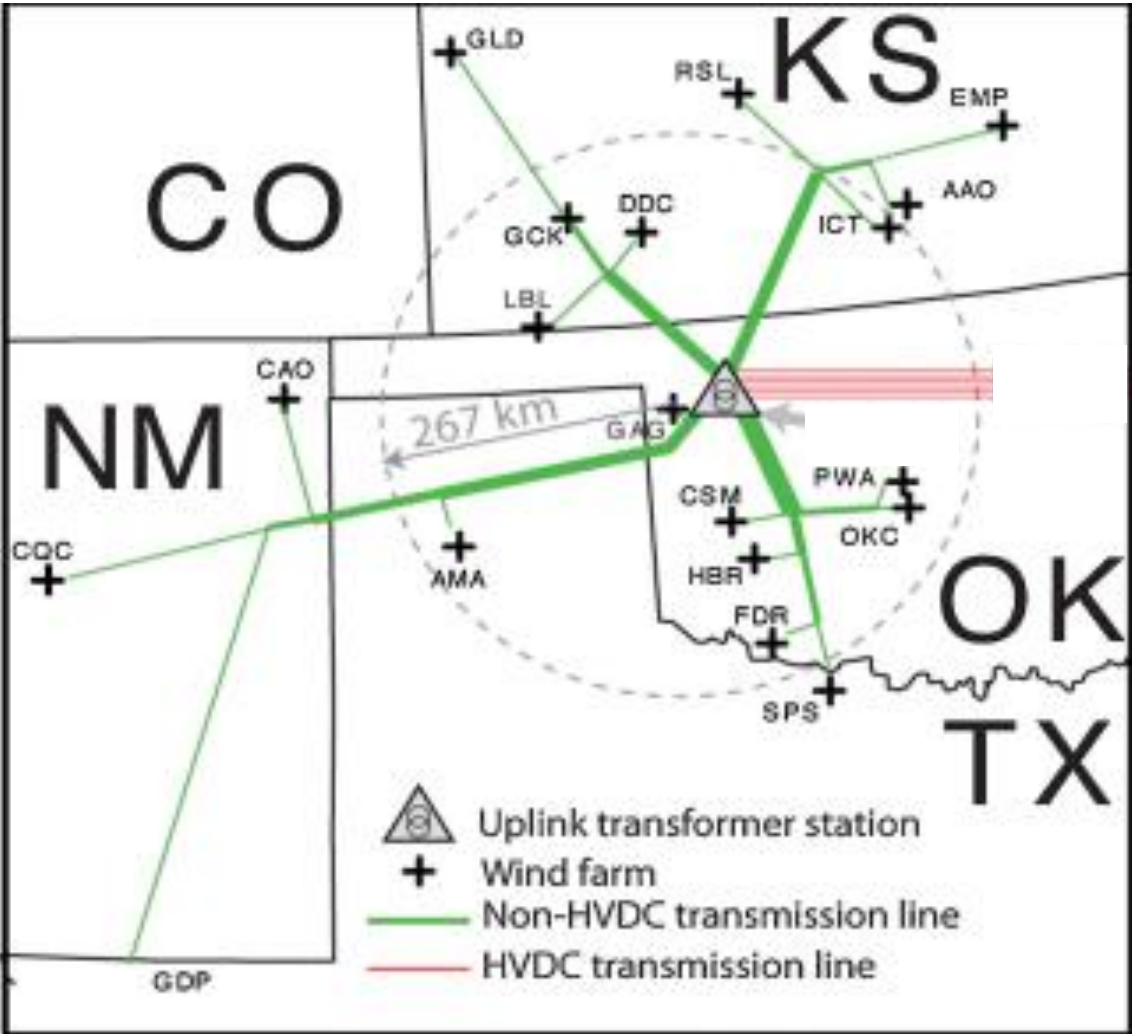 GLD
KS
RSL
EMP
CO
DDC
AAO
GCK
ICT
LBL
CAO
NM
267 km
GAG
PWA
CSM
OKC
CQC
HBR
AMA
OK
FDR
SPS
TX
Uplink transformer station
Wind farm
Non-HVDC transmission line
HVDC transmission line
GDP